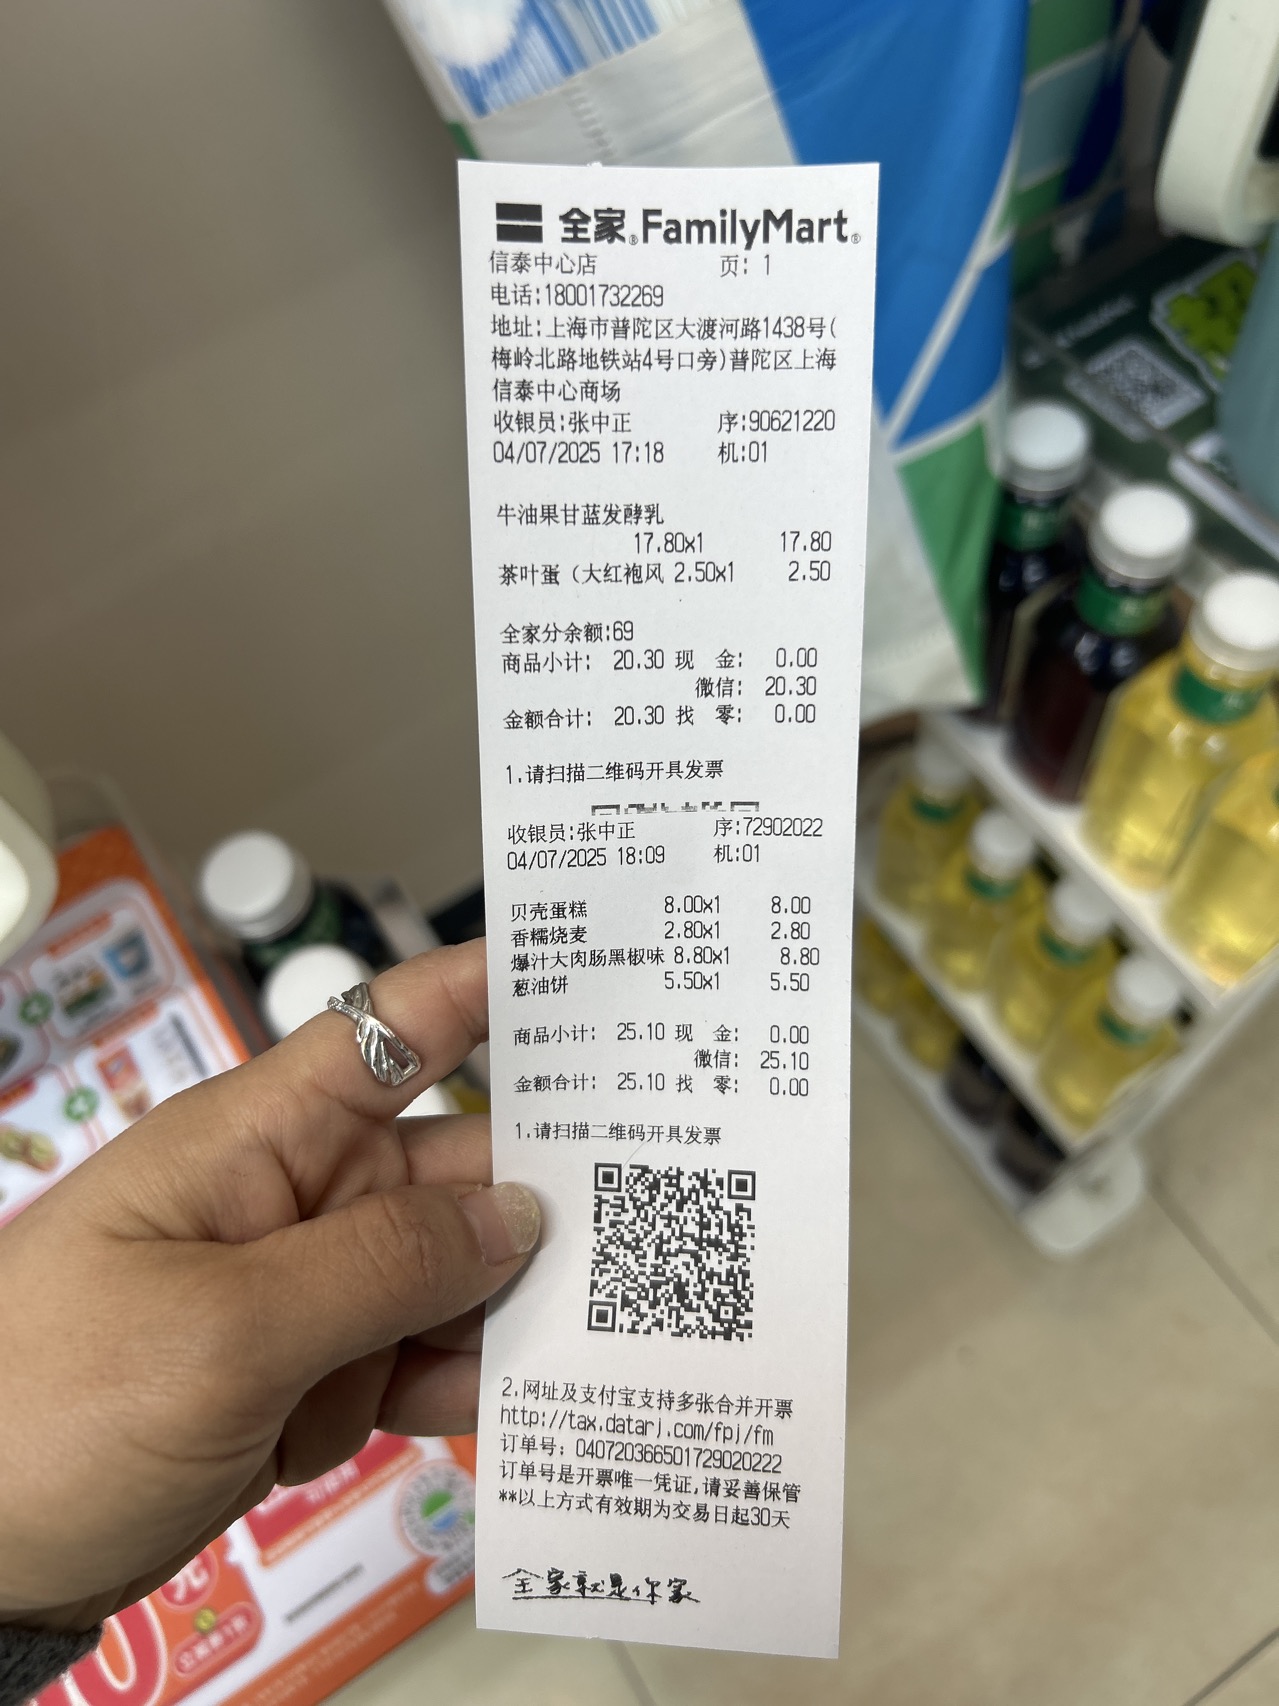 全家® FamilyMart®
信泰中心店 页: 1
电话:18001732269
地址:上海市普陀区大渡河路1438号(
梅岭北路地铁站4号口旁)普陀区上海
信泰中心商场
收银员:张中正 序:90621220
04/07/2025 17:18 机:01
牛油果甘蓝发酵乳
17.80x1 17.80
茶叶蛋（大红袍风 2.50x1 2.50
全家分余额:69
商品小计: 20.30 现 金: 0.00
微信: 20.30
金额合计: 20.30 找 零: 0.00
1.请扫描二维码开具发票
收银员:张中正 序:72902022
04/07/2025 18:09 机:01
贝壳蛋糕 8.00x1 8.00
香糯烧麦 2.80x1 2.80
爆汁大肉肠黑椒味 8.80x1 8.80
葱油饼 5.50x1 5.50
商品小计: 25.10 现 金: 0.00
微信: 25.10
金额合计: 25.10 找 零: 0.00
1.请扫描二维码开具发票
2.网址及支付宝支持多张合并开票
http://tax.datarj.com/fpj/fm
订单号: 040720366501729020222
订单号是开票唯一凭证,请妥善保管
**以上方式有效期为交易日起30天
全家就是你家